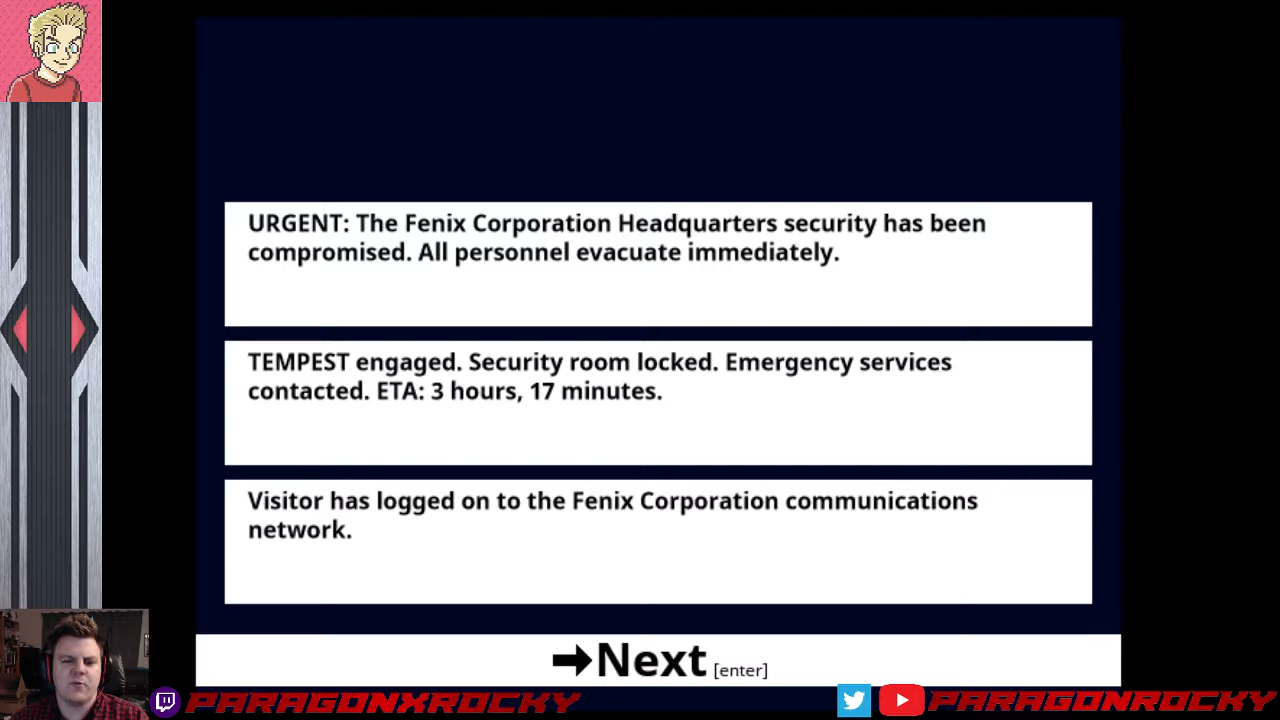 URGENT: The Fenix Corporation Headquarters security has been
compromised. All personnel evacuate immediately.
TEMPEST engaged. Security room locked. Emergency services
contacted. ETA: 3 hours, 17 minutes.
Visitor has logged on to the Fenix Corporation communications
network.
➡Next [enter]
PARAGONXROCKY
PARAGONROCKY